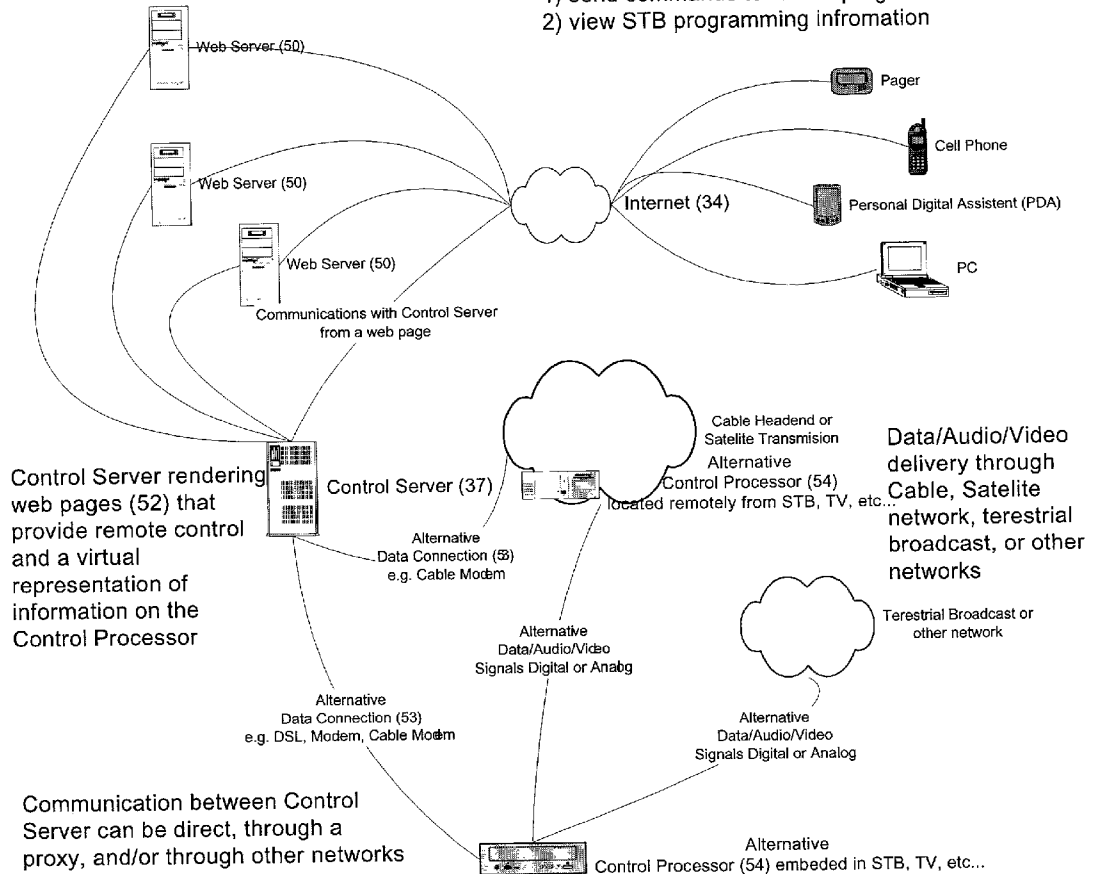 2) view STB programming infromation
Web Server (50)
Pager
Cell Phone
Web Server (50)
Internet (34)
Personal Digital Assistent (PDA)
Web Server (50)
PC
Communications with Control Server
from a web page
Cable Headend or
Satelite Transmision
Alternative
Control Processor (54)
located remotely from STB, TV, etc...
Data/Audio/Video
delivery through
Cable, Satelite
network, terestrial
broadcast, or other
networks
Control Server rendering
web pages (52) that
provide remote control
and a virtual
representation of
information on the
Control Processor
Control Server (37)
Alternative
Data Connection (53)
e.g. Cable Modem
Terestrial Broadcast or
other network
Alternative
Data/Audio/Video
Signals Digital or Analog
Alternative
Data Connection (53)
e.g. DSL, Modem, Cable Modem
Alternative
Data/Audio/Video
Signals Digital or Analog
Communication between Control
Server can be direct, through a
proxy, and/or through other networks
Alternative
Control Processor (54) embeded in STB, TV, etc...